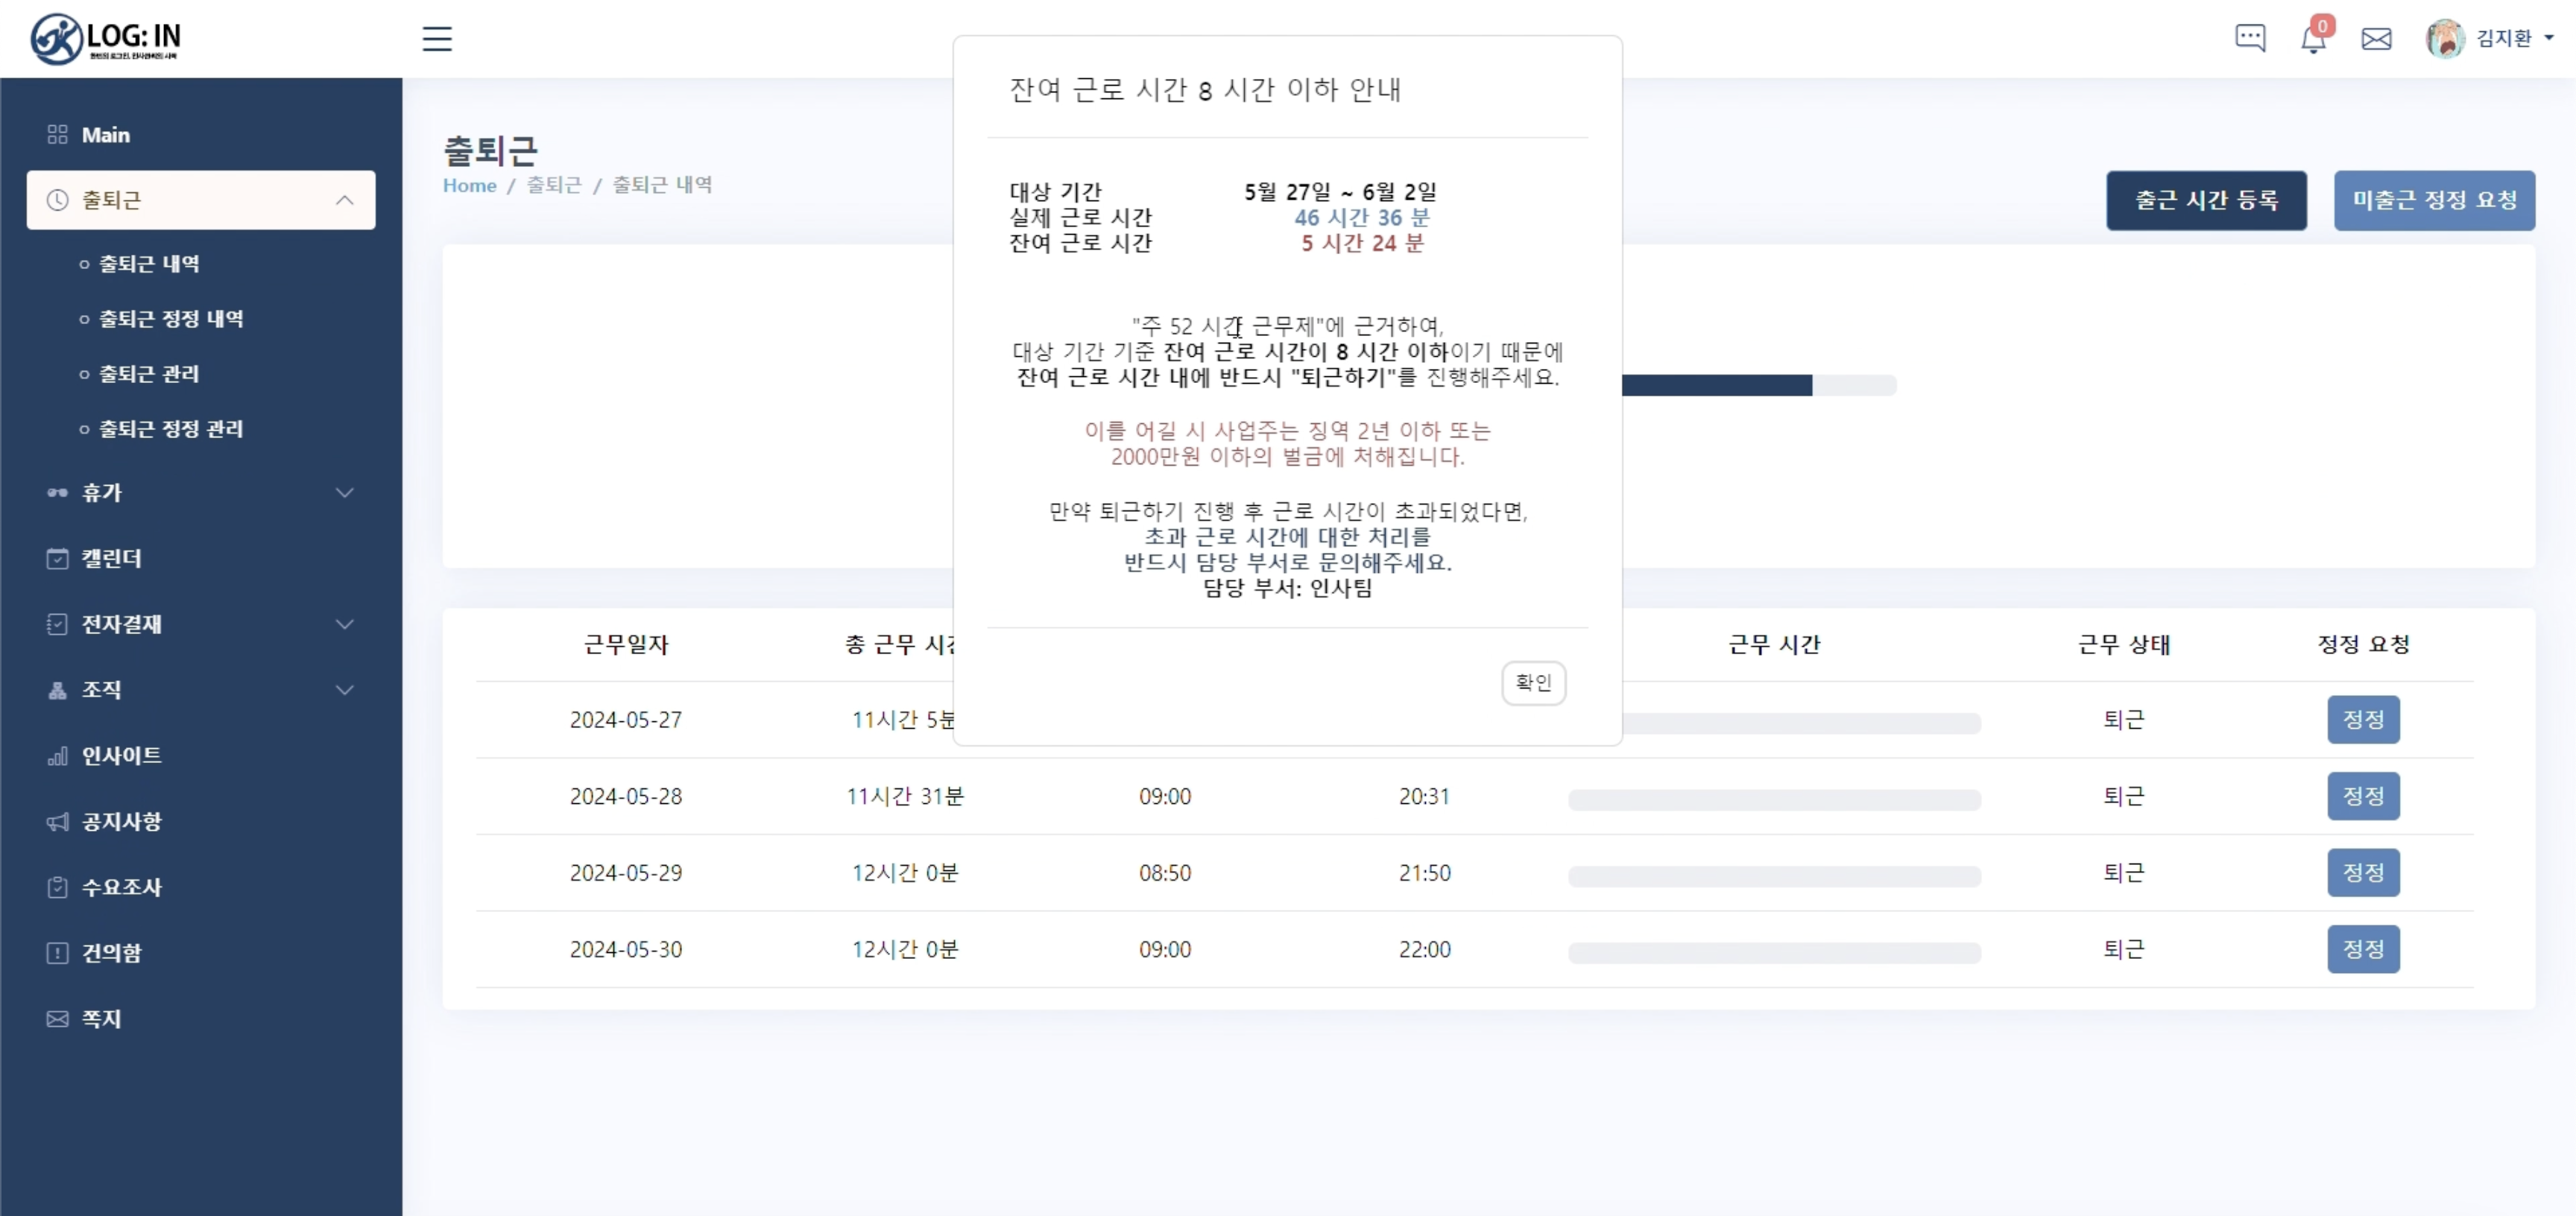 LOG: IN
0
김지환
Main
출퇴근
출퇴근 내역
출퇴근 정정 내역
출퇴근 관리
출퇴근 정정 관리
휴가
캘린더
전자결재
조직
인사이트
공지사항
수요조사
건의함
쪽지
출퇴근
Home / 출퇴근 / 출퇴근 내역
출근 시간 등록
미출근 정정 요청
잔여 근로 시간 8 시간 이하 안내
대상 기간 5월 27일 ~ 6월 2일
실제 근로 시간 46 시간 36 분
잔여 근로 시간 5 시간 24 분
"주 52 시간 근무제"에 근거하여,
대상 기간 기준 잔여 근로 시간이 8 시간 이하이기 때문에
잔여 근로 시간 내에 반드시 "퇴근하기"를 진행해주세요.
이를 어길 시 사업주는 징역 2년 이하 또는
2000만원 이하의 벌금에 처해집니다.
만약 퇴근하기 진행 후 근로 시간이 초과되었다면,
초과 근로 시간에 대한 처리를
반드시 담당 부서로 문의해주세요.
담당 부서: 인사팀
확인
근무일자 총 근무 시간 근무 시간 근무 상태 정정 요청
2024-05-27 11시간 5분 퇴근 정정
2024-05-28 11시간 31분 09:00 20:31 퇴근 정정
2024-05-29 12시간 0분 08:50 21:50 퇴근 정정
2024-05-30 12시간 0분 09:00 22:00 퇴근 정정